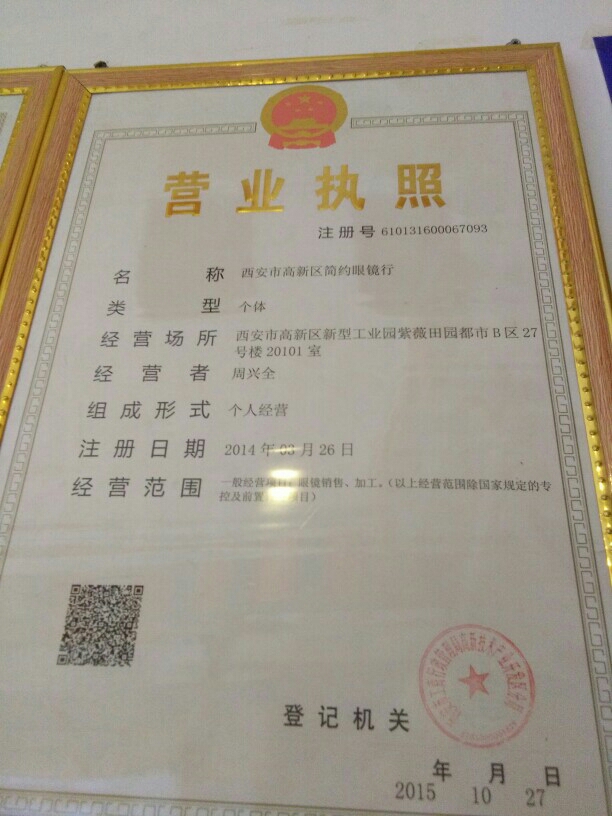 营业执照
注册号 610131600067093
名称 西安市高新区简约眼镜行
类型 个体
经营场所 西安市高新区新型工业园紫薇田园都市B区27
号楼20101室
经营者 周兴全
组成形式 个人经营
注册日期 2014年03月26日
经营范围 一般经营项目：眼镜销售、加工。（以上经营范围除国家规定的专
控及前置 项目）
登记机关
年 月 日
2015 10 27